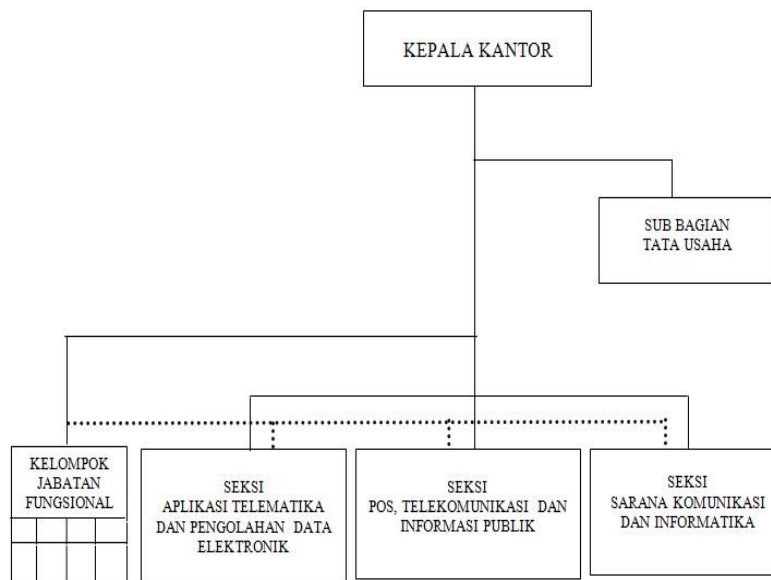 KEPALA KANTOR
SUB BAGIAN
TATA USAHA
KELOMPOK
JABATAN
FUNGSIONAL
SEKSI
APLIKASI TELEMATIKA
DAN PENGOLAHAN DATA
ELEKTRONIK
SEKSI
POS, TELEKOMUNIKASI DAN
INFORMASI PUBLIK
SEKSI
SARANA KOMUNIKASI
DAN INFORMATIKA